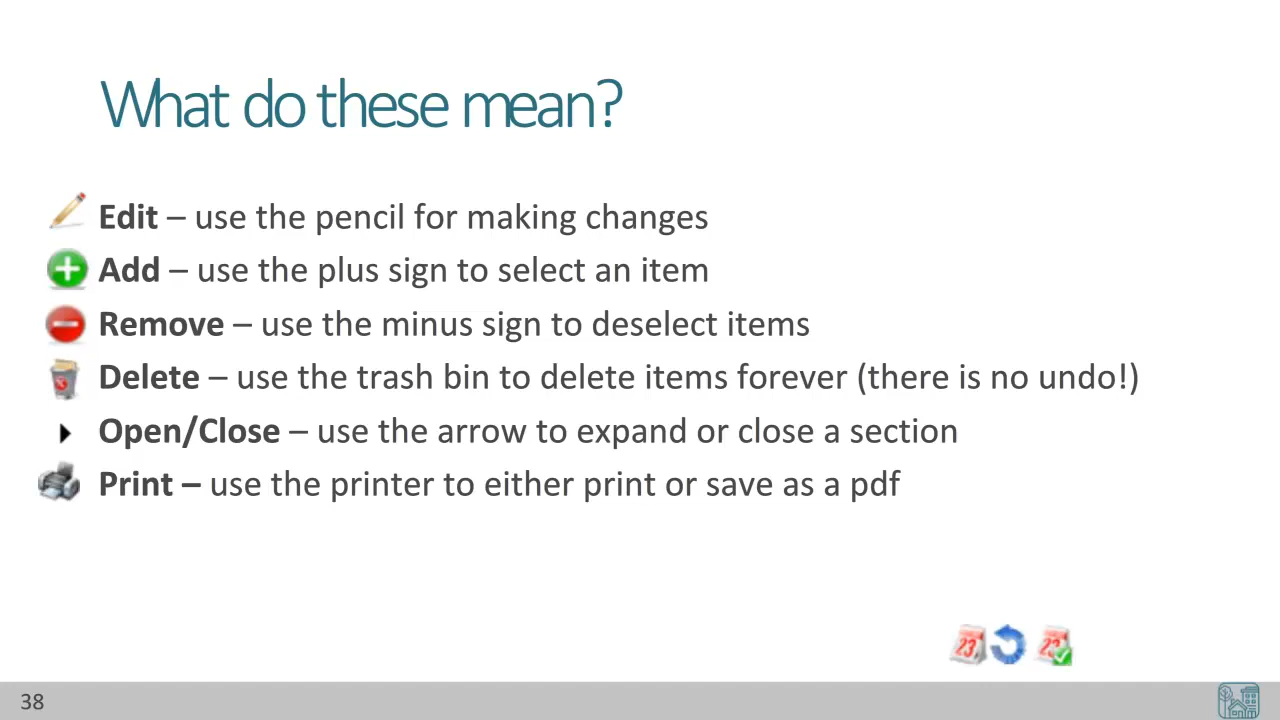 What do these mean?
Edit – use the pencil for making changes
Add – use the plus sign to select an item
Remove – use the minus sign to deselect items
Delete – use the trash bin to delete items forever (there is no undo!)
Open/Close – use the arrow to expand or close a section
Print – use the printer to either print or save as a pdf
23 23
38